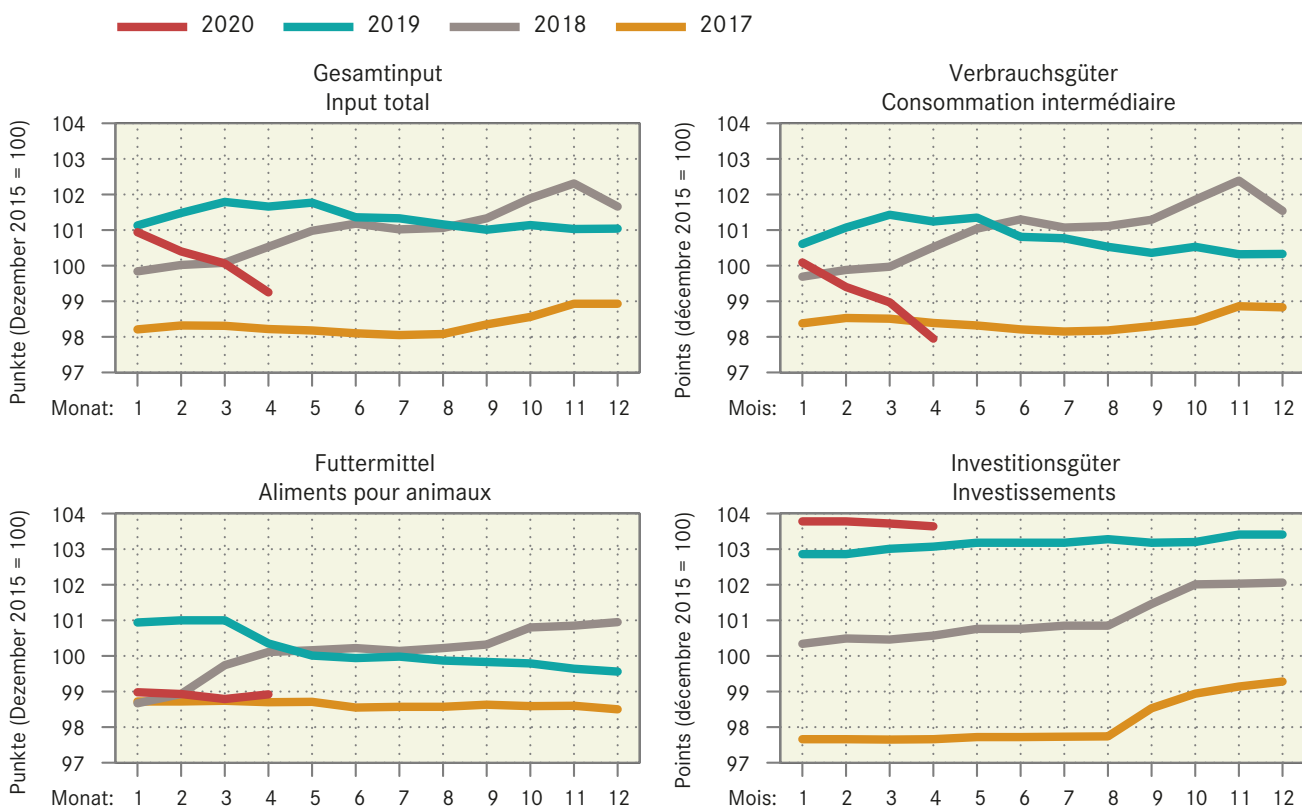 2020 2019 2018 2017
Gesamtinput
Input total
Punkte (Dezember 2015 = 100)
104
103
102
101
100
99
98
97
Monat: 1 2 3 4 5 6 7 8 9 10 11 12
Verbrauchsgüter
Consommation intermédiaire
Points (décembre 2015 = 100)
104
103
102
101
100
99
98
97
Mois: 1 2 3 4 5 6 7 8 9 10 11 12
Futtermittel
Aliments pour animaux
Punkte (Dezember 2015 = 100)
104
103
102
101
100
99
98
97
Monat: 1 2 3 4 5 6 7 8 9 10 11 12
Investitionsgüter
Investissements
Points (décembre 2015 = 100)
104
103
102
101
100
99
98
97
Mois: 1 2 3 4 5 6 7 8 9 10 11 12